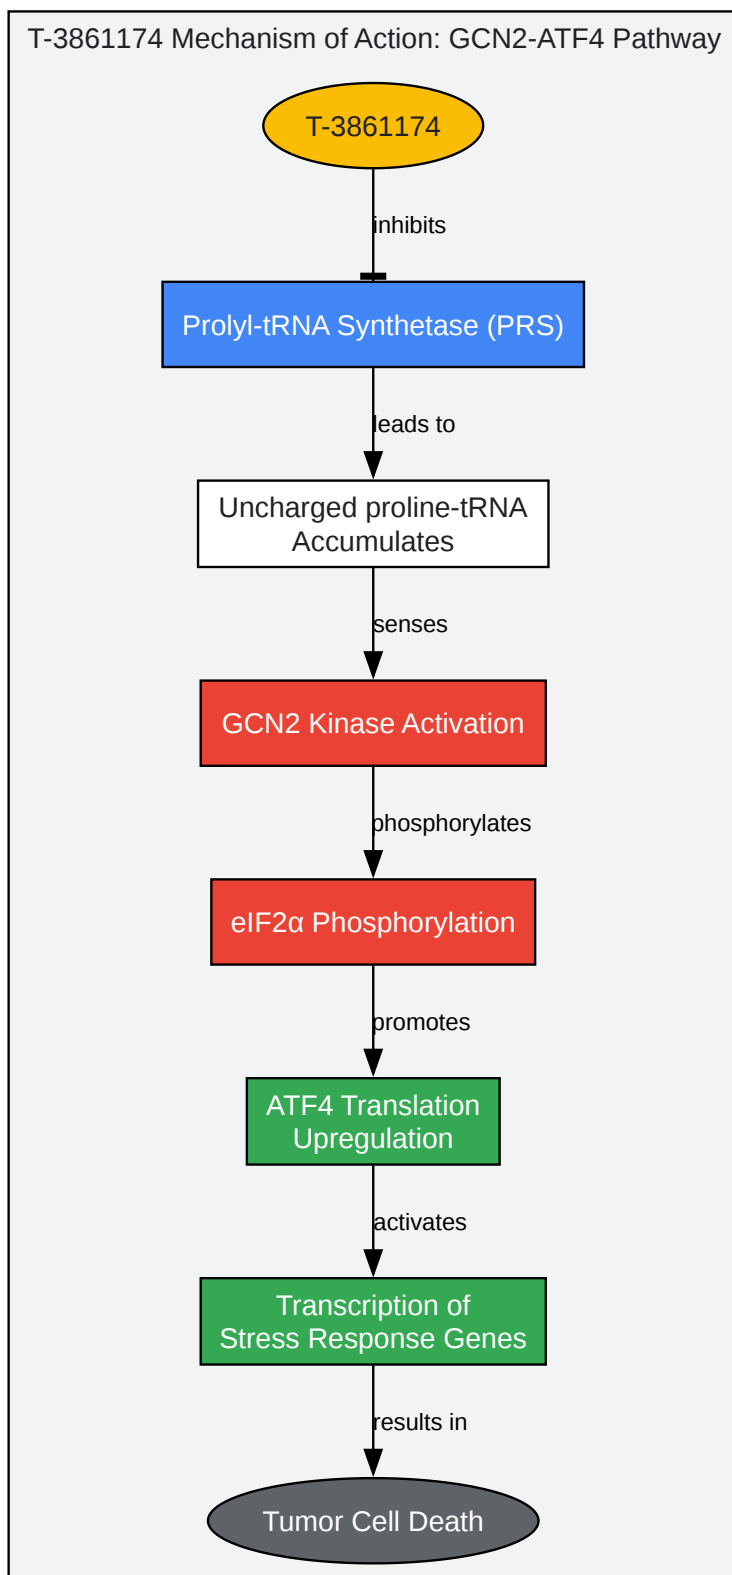 T-3861174 Mechanism of Action: GCN2-ATF4 Pathway
T-3861174
inhibits
Prolyl-tRNA Synthetase (PRS)
leads to
Uncharged proline-tRNA
Accumulates
senses
GCN2 Kinase Activation
phosphorylates
eIF2α Phosphorylation
promotes
ATF4 Translation
Upregulation
activates
Transcription of
Stress Response Genes
results in
Tumor Cell Death